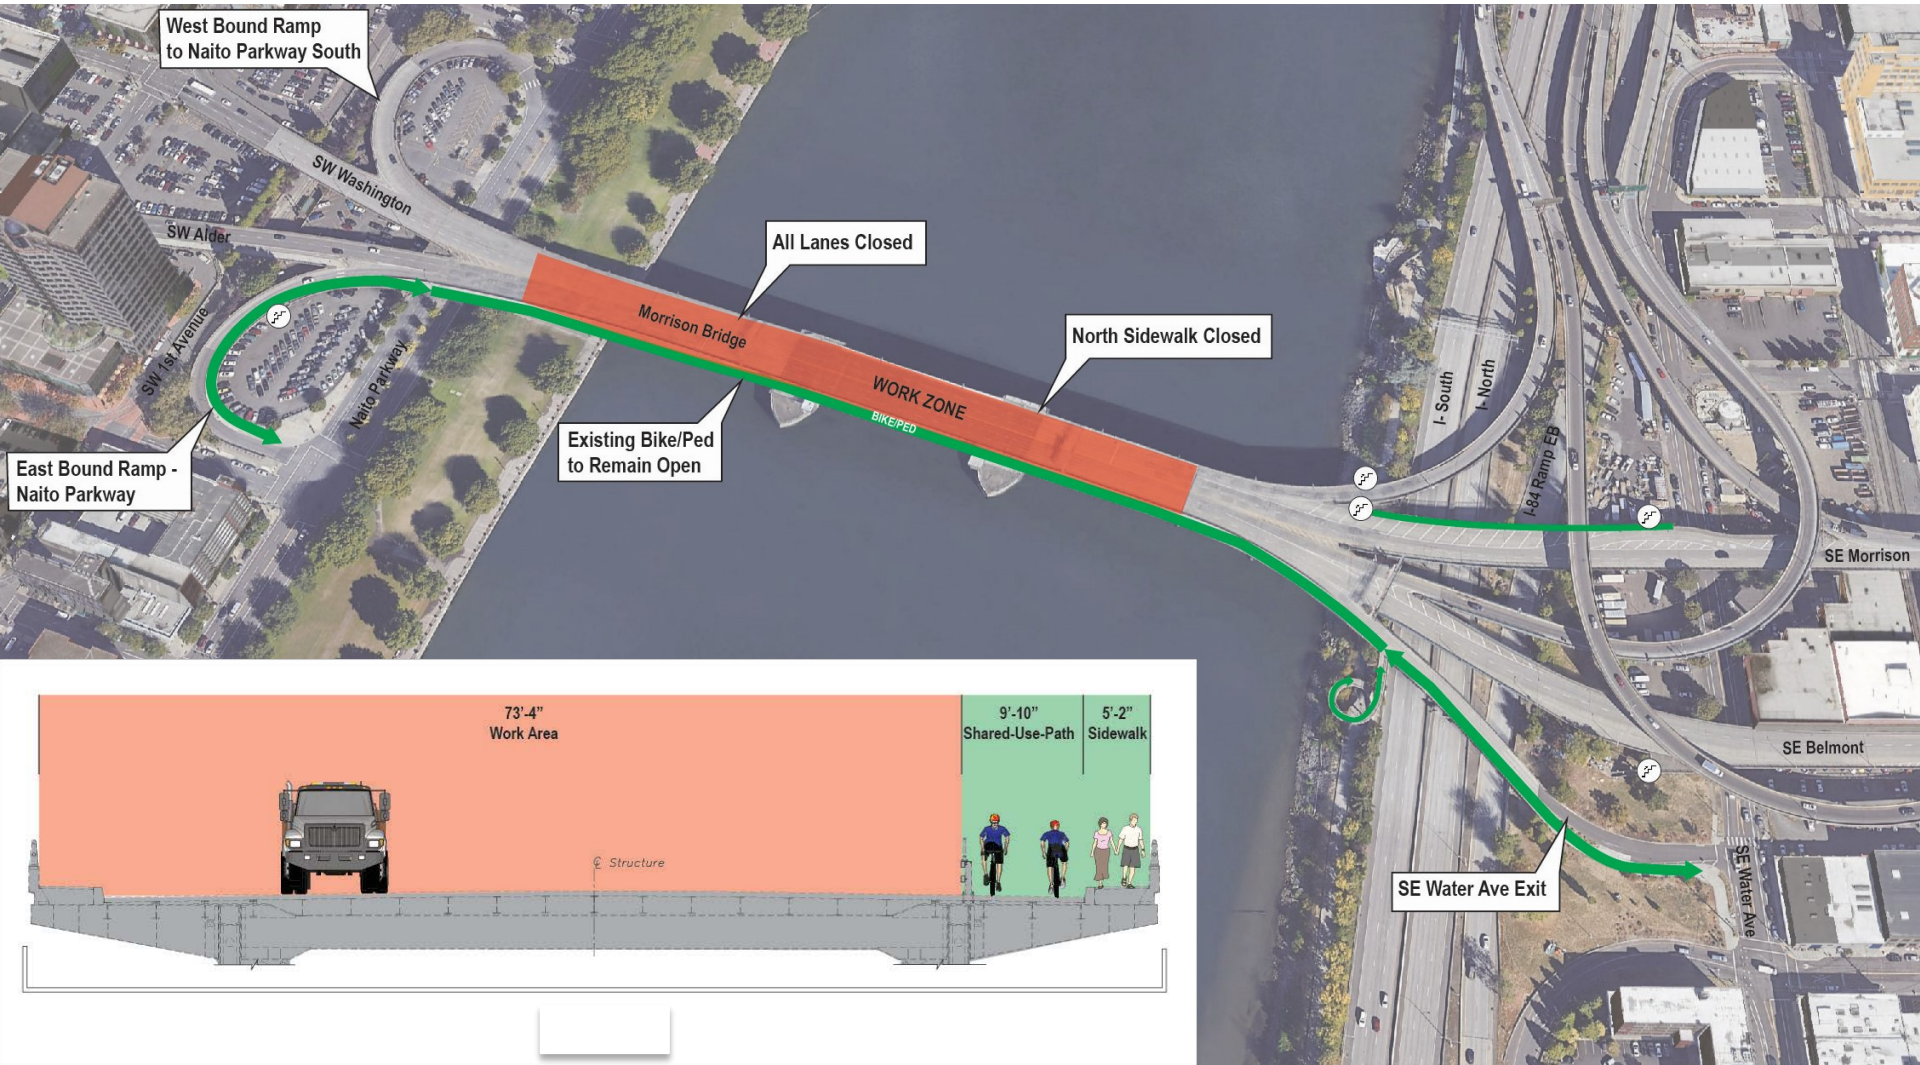 West Bound Ramp
to Naito Parkway South
SW Washington
SW Alder
All Lanes Closed
Morrison Bridge
North Sidewalk Closed
WORK ZONE
BIKE/PED
SW 1st Avenue
Naito Parkway
Existing Bike/Ped
to Remain Open
East Bound Ramp -
Naito Parkway
I- South
I- North
I-84 Ramp EB
SE Morrison
SE Belmont
SE Water Ave Exit
SE Water Ave
73'-4"
Work Area
9'-10"
Shared-Use-Path
5'-2"
Sidewalk
℄ Structure